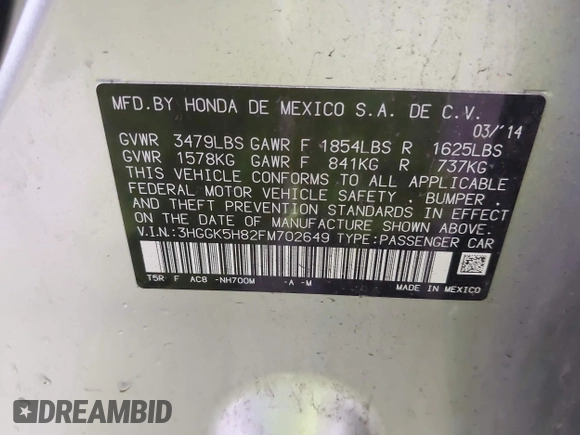 MFD.BY HONDA DE MEXICO S.A. DE C.V.
03/'14
GVWR 3479LBS GAWR F 1854LBS R 1625LBS
GVWR 1578KG GAWR F 841KG R 737KG
THIS VEHICLE CONFORMS TO ALL APPLICABLE
FEDERAL MOTOR VEHICLE SAFETY . BUMPER .
AND THEFT PREVENTION STANDARDS IN EFFECT
ON THE DATE OF MANUFACTURE SHOWN ABOVE.
V.I.N.:3HGGK5H82FM702649 TYPE:PASSENGER CAR
T5R F AC8 -NH700M -A -M MADE IN MEXICO
DREAMBID